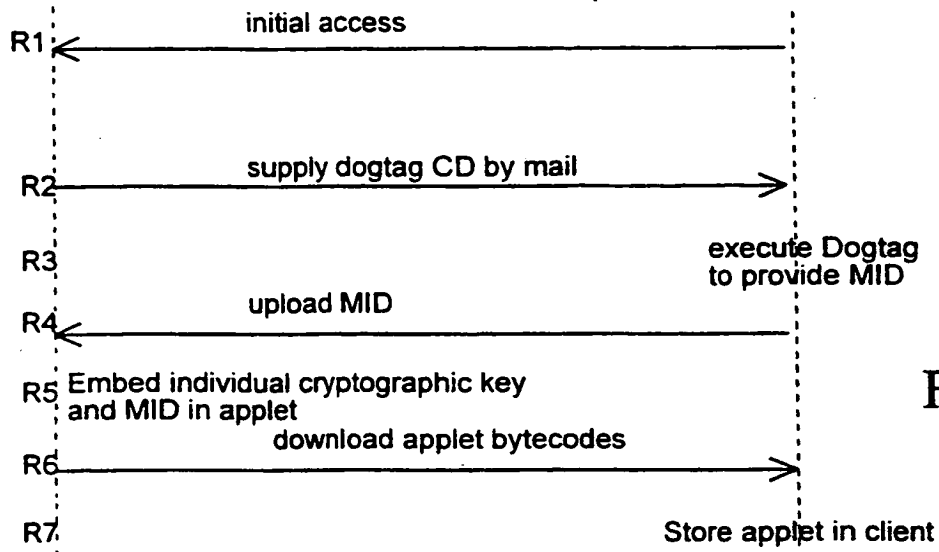 initial access
R1
supply dogtag CD by mail
R2
R3
execute Dogtag
to provide MID
upload MID
R4
R5 Embed individual cryptographic key
and MID in applet
download applet bytecodes
R6
R7
Store applet in client